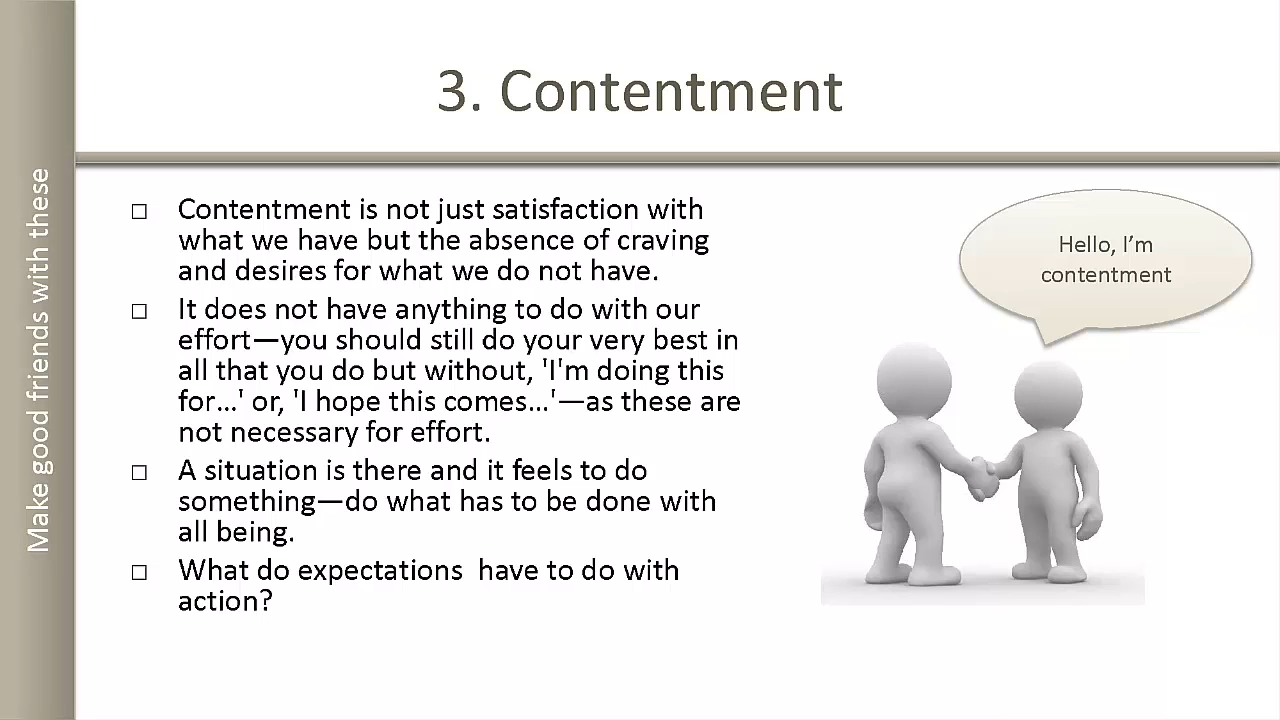 3. Contentment
Make good friends with these
□ Contentment is not just satisfaction with
what we have but the absence of craving
and desires for what we do not have.
□ It does not have anything to do with our
effort—you should still do your very best in
all that you do but without, 'I'm doing this
for...' or, 'I hope this comes...'—as these are
not necessary for effort.
□ A situation is there and it feels to do
something—do what has to be done with
all being.
□ What do expectations  have to do with
action?
Hello, I’m
contentment